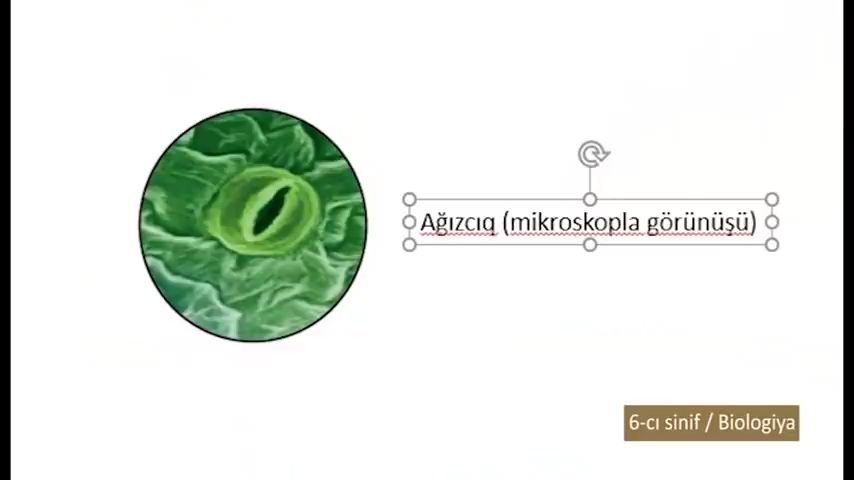 Ağızcıq (mikroskopla görünüşü)
6-cı sinif / Biologiya